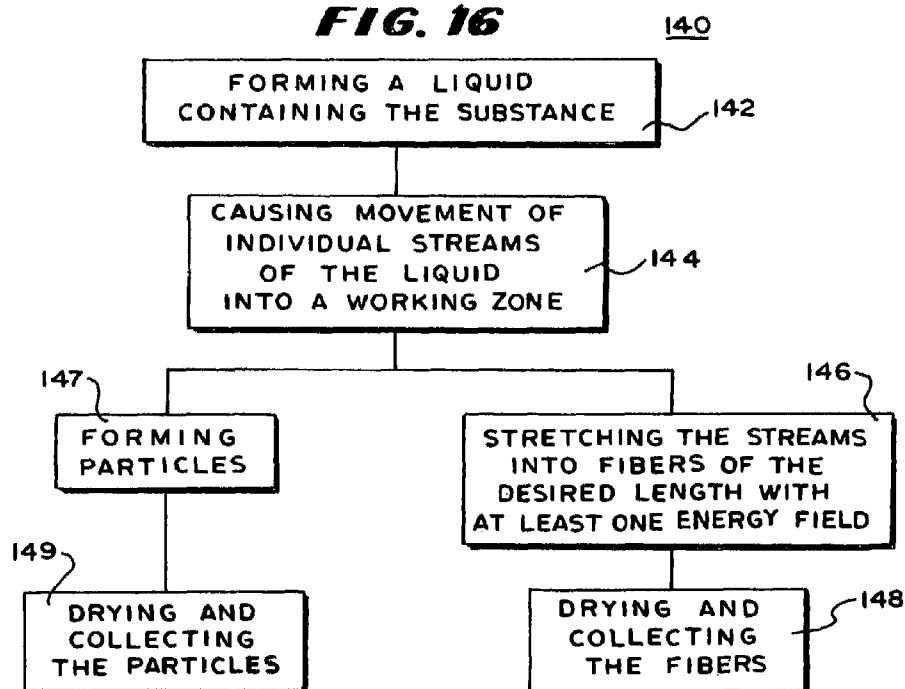 FIG. 16
140
FORMING A LIQUID
CONTAINING THE SUBSTANCE
142
CAUSING MOVEMENT OF
INDIVIDUAL STREAMS
OF THE LIQUID
INTO A WORKING ZONE
144
147
FORMING
PARTICLES
146
STRETCHING THE STREAMS
INTO FIBERS OF THE
DESIRED LENGTH WITH
AT LEAST ONE ENERGY FIELD
149
DRYING AND
COLLECTING
THE PARTICLES
DRYING AND
COLLECTING
THE FIBERS
148